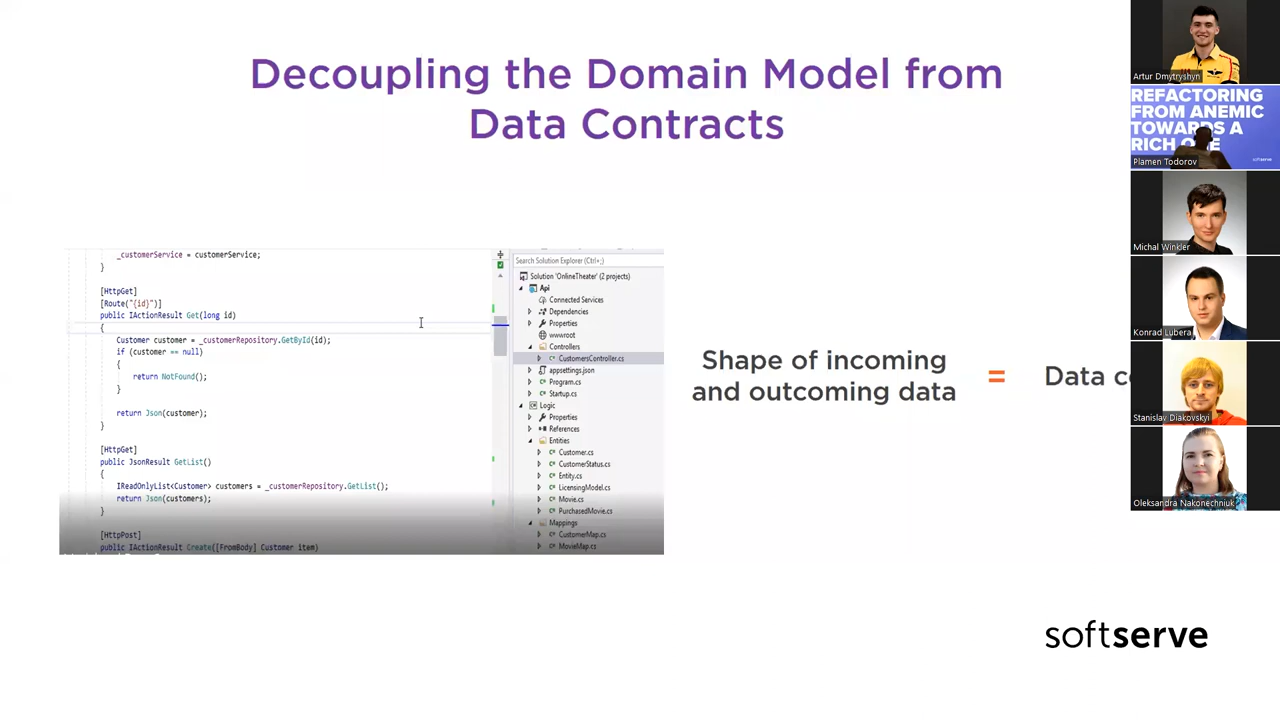 Decoupling the Domain Model from
Data Contracts
_customerService = customerService;
}
[HttpGet]
[Route("{id}")]
public IActionResult Get(long id)
{
Customer customer = _customerRepository.GetById(id);
if (customer == null)
{
return NotFound();
}
return Json(customer);
}
[HttpGet]
public JsonResult GetList()
{
IReadOnlyList<Customer> customers = _customerRepository.GetList();
return Json(customers);
}
[HttpPost]
public IActionResult Create([FromBody] Customer item)
Search Solution Explorer (Ctrl+;)
Solution 'OnlineTheater' (2 projects)
Api
Connected Services
Dependencies
Properties
wwwroot
Controllers
CustomersController.cs
appsettings.json
Program.cs
Startup.cs
Logic
Properties
References
Entities
Customer.cs
CustomerStatus.cs
Entity.cs
LicensingModel.cs
Movie.cs
PurchasedMovie.cs
Mappings
CustomerMap.cs
MovieMap.cs
Shape of incoming
and outcoming data
=
Data c
softserve
Artur Dmytryshyn
REFACTORING
FROM ANEMIC
TOWARDS A
RICH
softserve
Plamen Todorov
Michal Winkler
Konrad Lubera
Stanislav Diakovskyi
Oleksandra Nakonechniuk